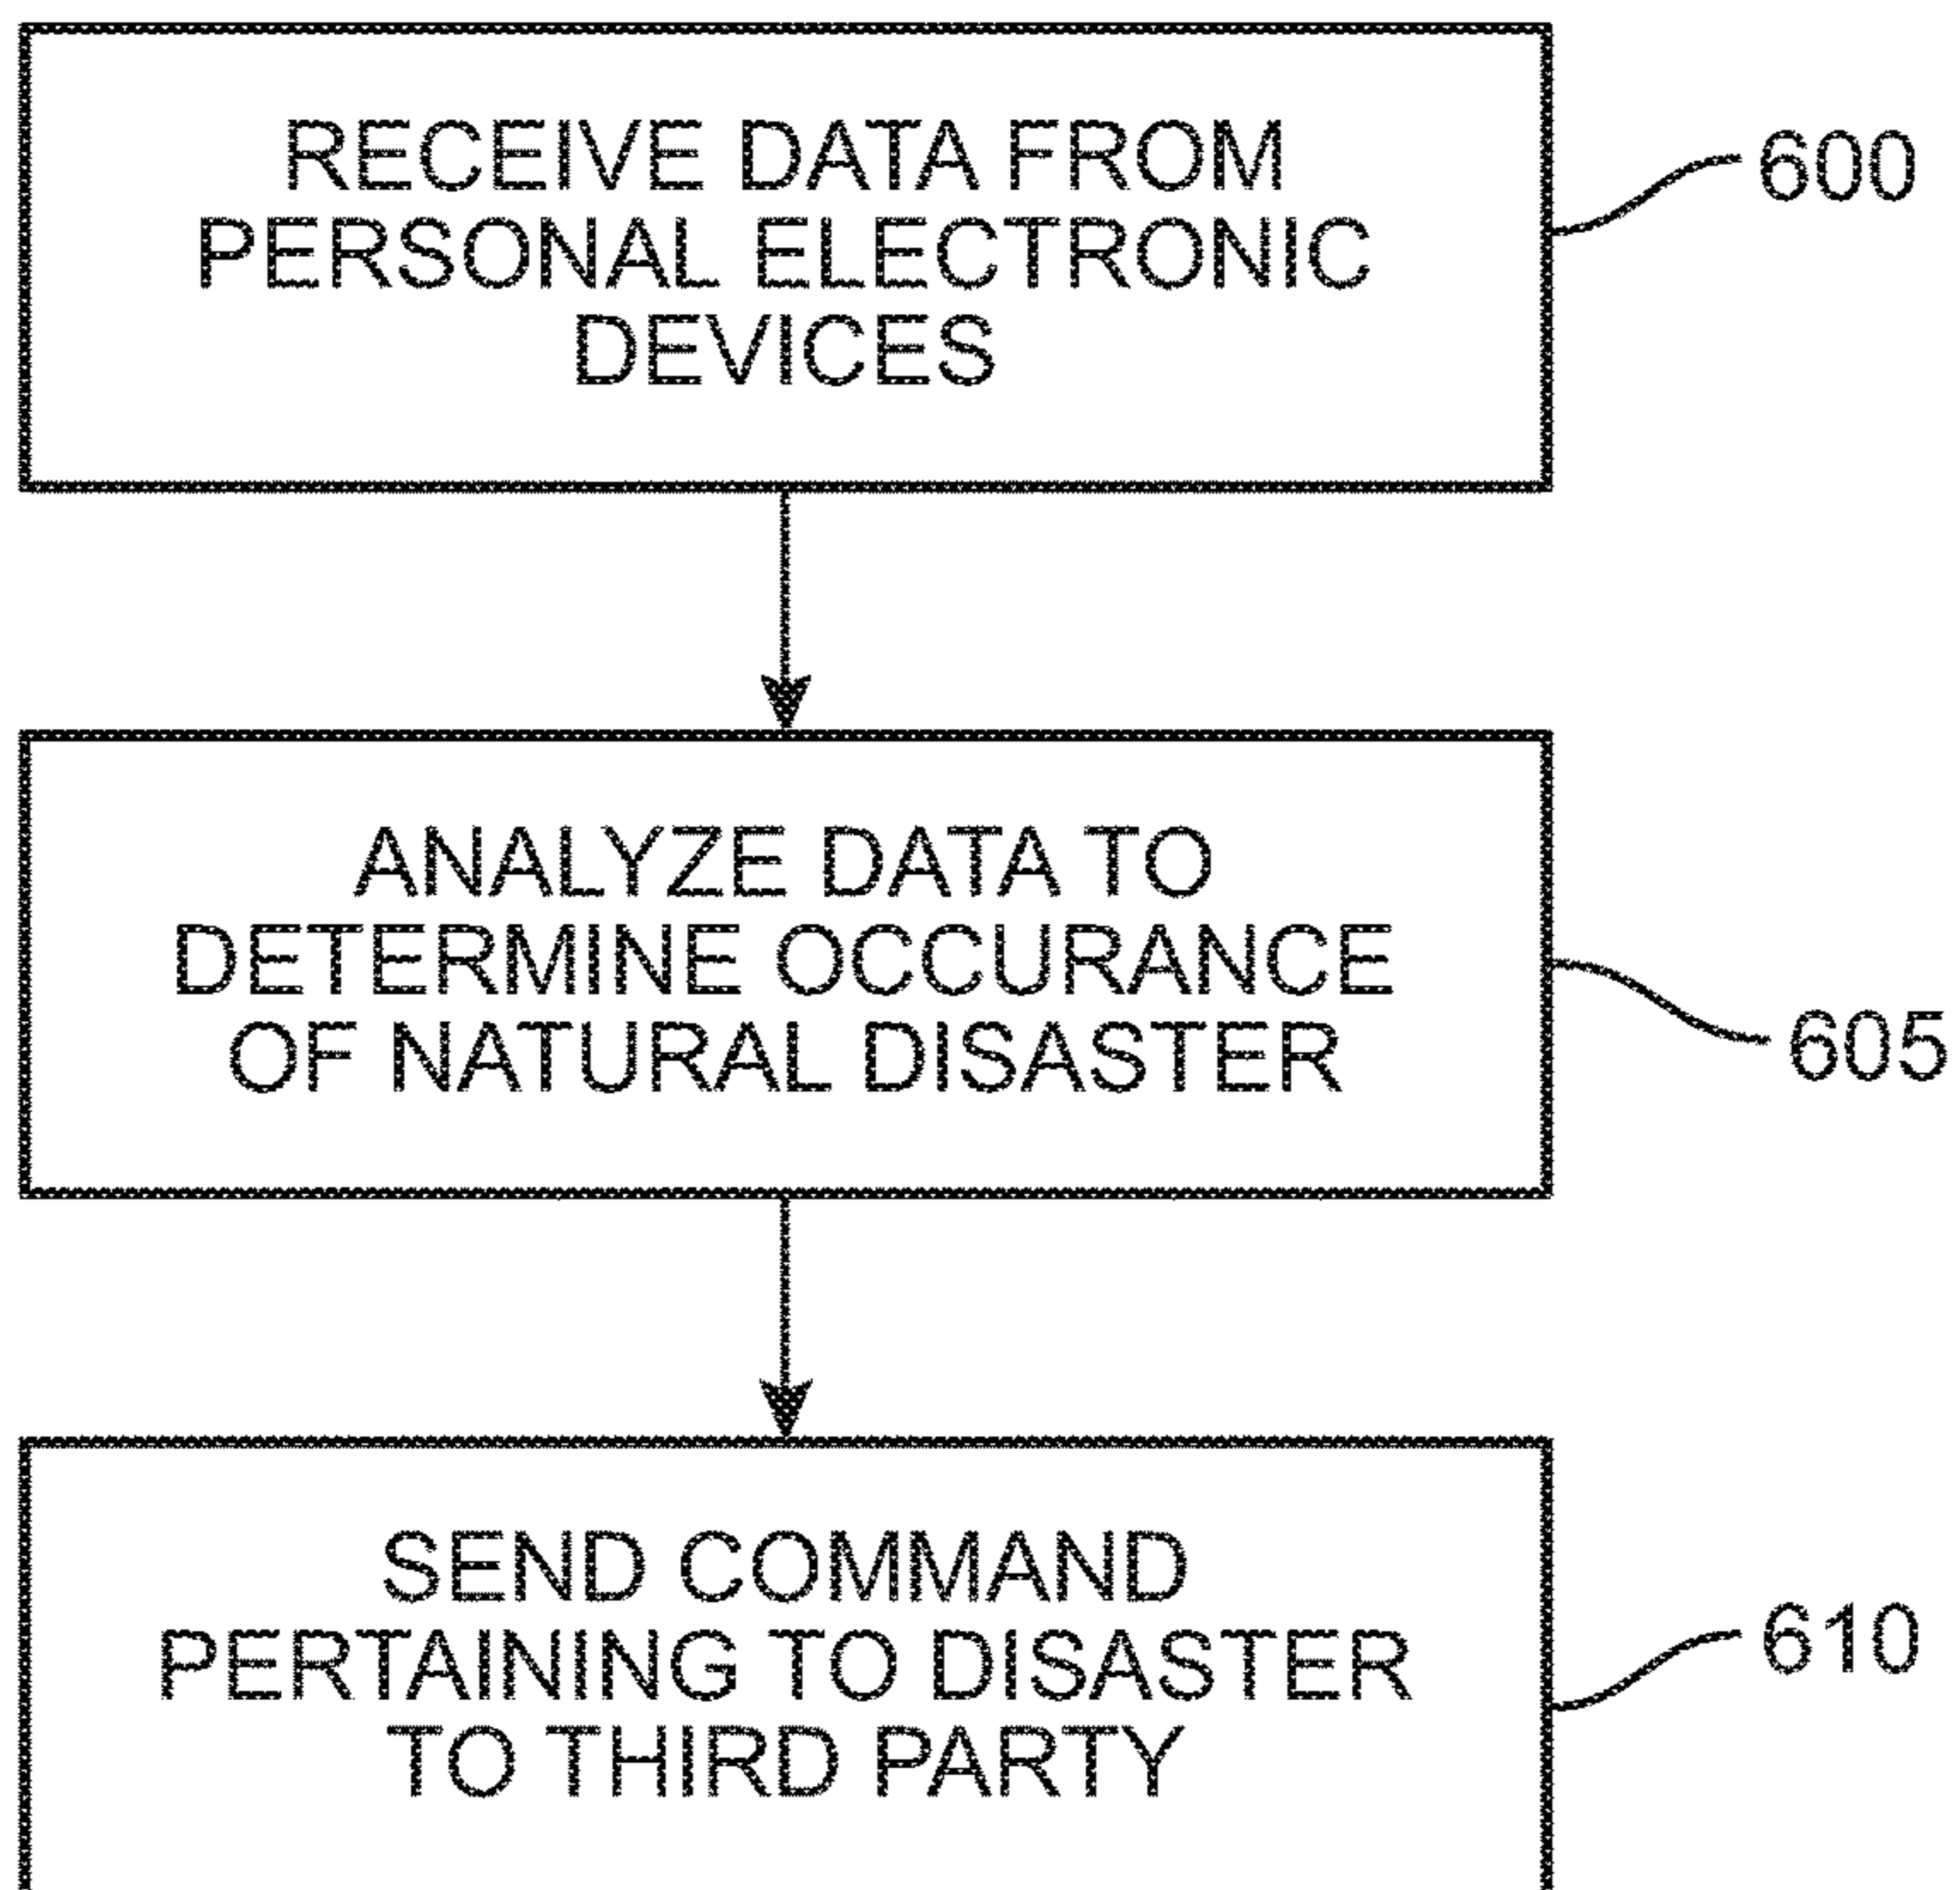 RECEIVE DATA FROM
PERSONAL ELECTRONIC
DEVICES
600
ANALYZE DATA TO
DETERMINE OCCURANCE
OF NATURAL DISASTER
605
SEND COMMAND
PERTAINING TO DISASTER
TO THIRD PARTY
610